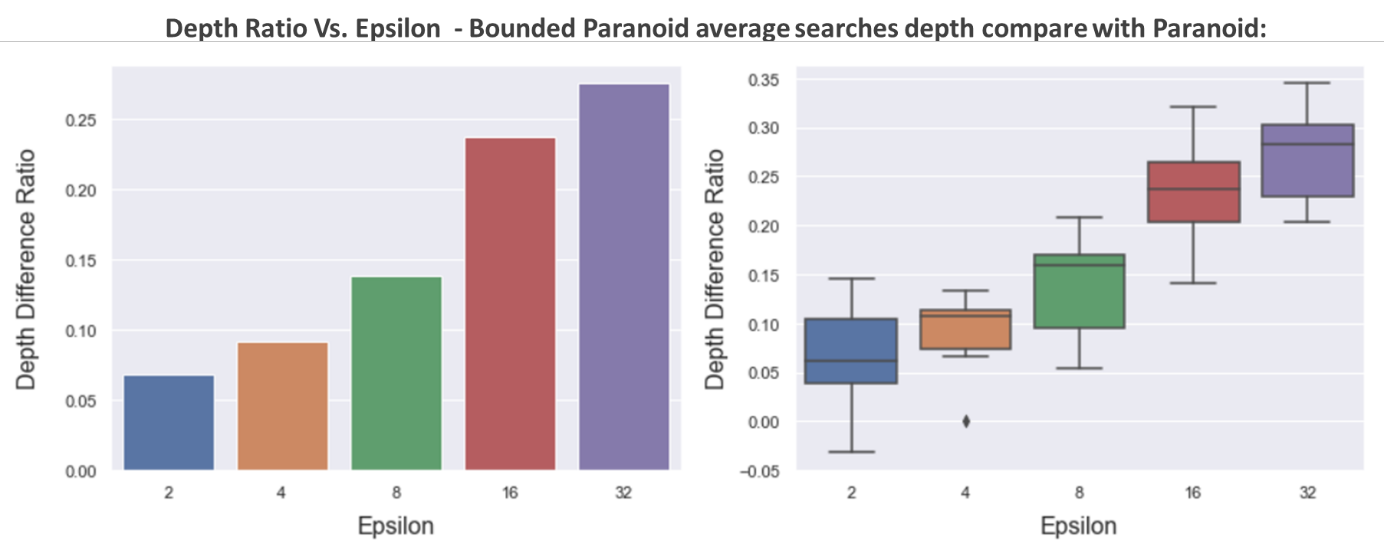 Depth Ratio Vs. Epsilon - Bounded Paranoid average searches depth compare with Paranoid:
Depth Difference Ratio
0.25
0.20
0.15
0.10
0.05
0.00
2 4 8 16 32
Epsilon
Depth Difference Ratio
0.35
0.30
0.25
0.20
0.15
0.10
0.05
0.00
−0.05
2 4 8 16 32
Epsilon